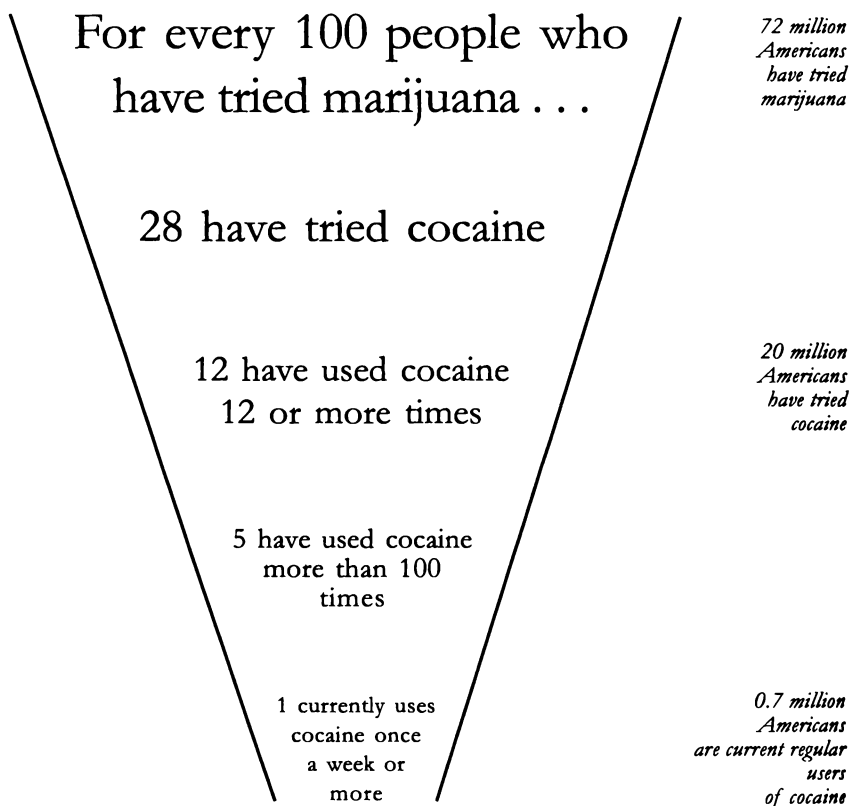 For every 100 people who
have tried marijuana . . .
72 million
Americans
have tried
marijuana
28 have tried cocaine
12 have used cocaine
12 or more times
20 million
Americans
have tried
cocaine
5 have used cocaine
more than 100
times
1 currently uses
cocaine once
a week or
more
0.7 million
Americans
are current regular
users
of cocaine